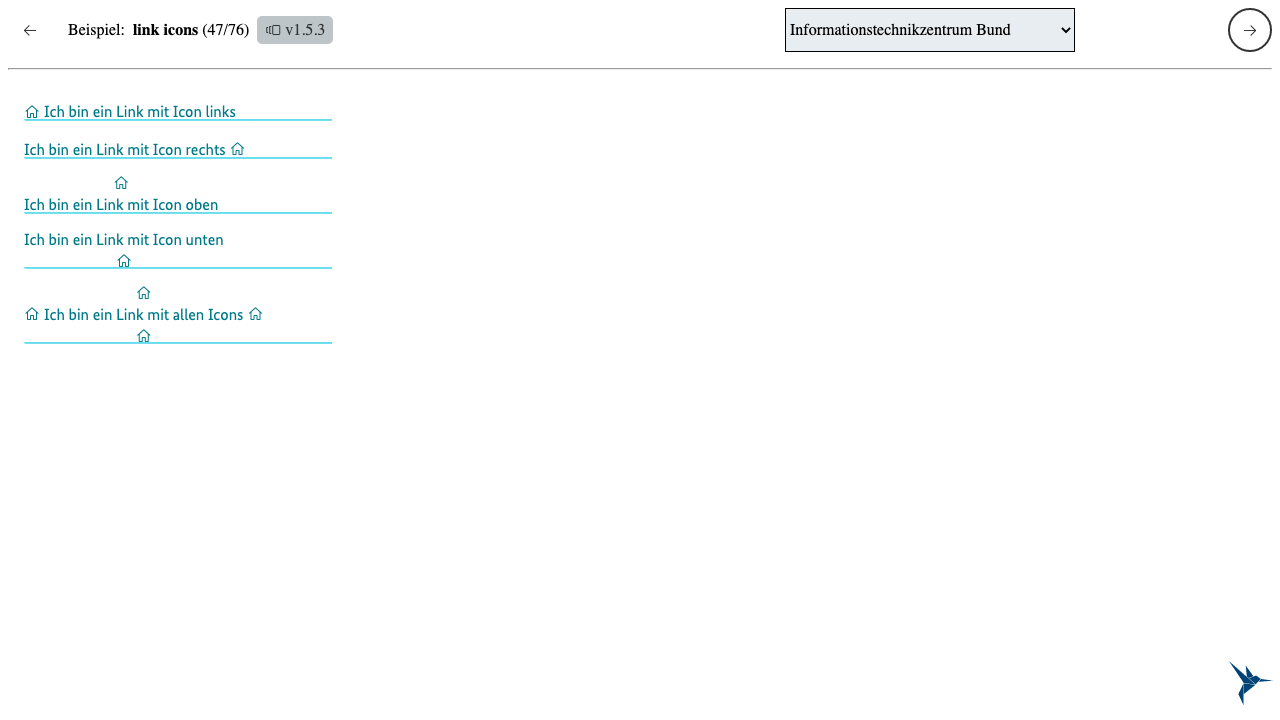 Beispiel: link icons (47/76) v1.5.3 Informationstechnikzentrum Bund
Ich bin ein Link mit Icon links
Ich bin ein Link mit Icon rechts
Ich bin ein Link mit Icon oben
Ich bin ein Link mit Icon unten
Ich bin ein Link mit allen Icons